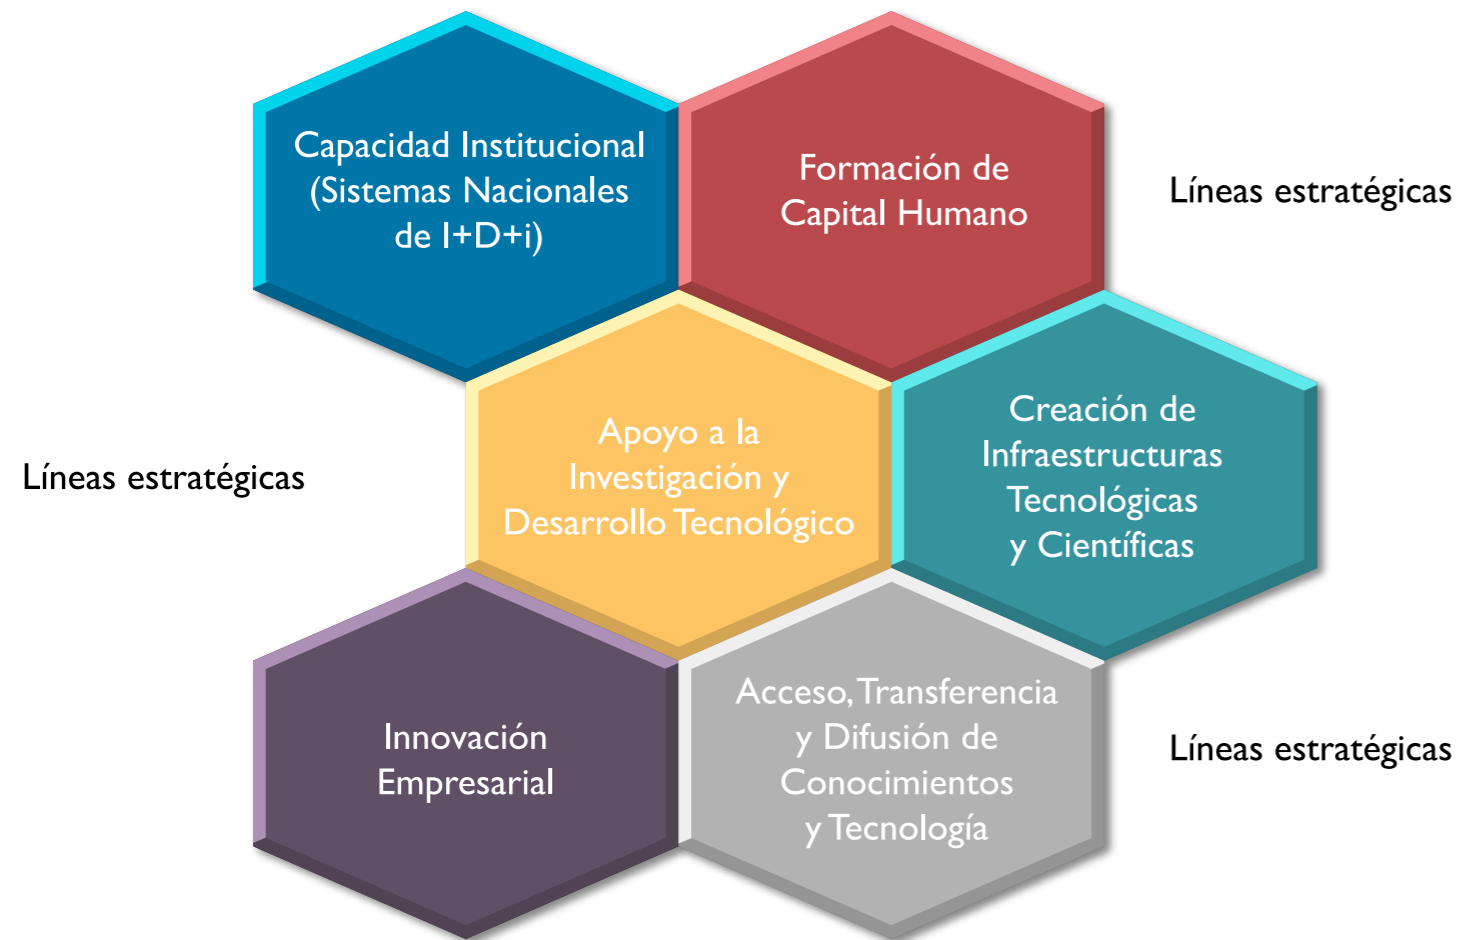 Capacidad Institucional
(Sistemas Nacionales
de I+D+i)
Formación de
Capital Humano
Líneas estratégicas
Líneas estratégicas
Apoyo a la
Investigación y
Desarrollo Tecnológico
Creación de
Infraestructuras
Tecnológicas
y Científicas
Innovación
Empresarial
Acceso, Transferencia
y Difusión de
Conocimientos
y Tecnología
Líneas estratégicas